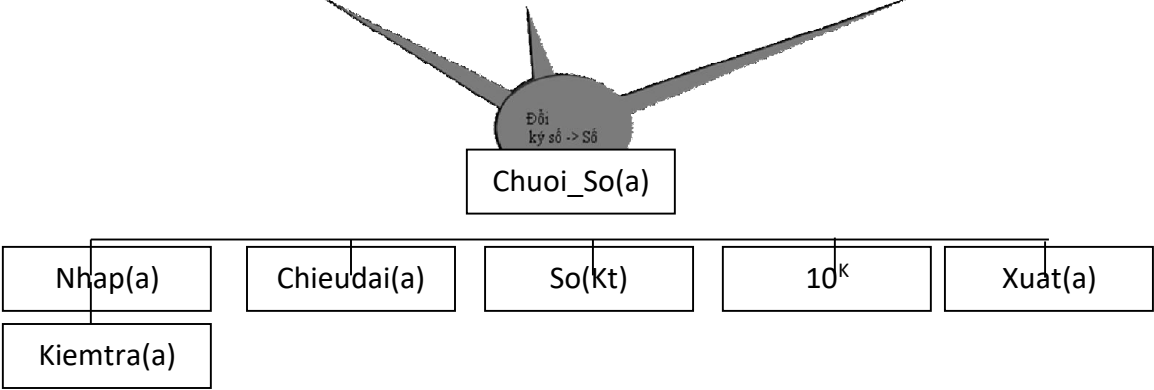 Đổi
ký số -> Số
Chuoi_So(a)
Nhap(a) Chieudai(a) So(Kt) 10ᴷ Xuat(a)
Kiemtra(a)